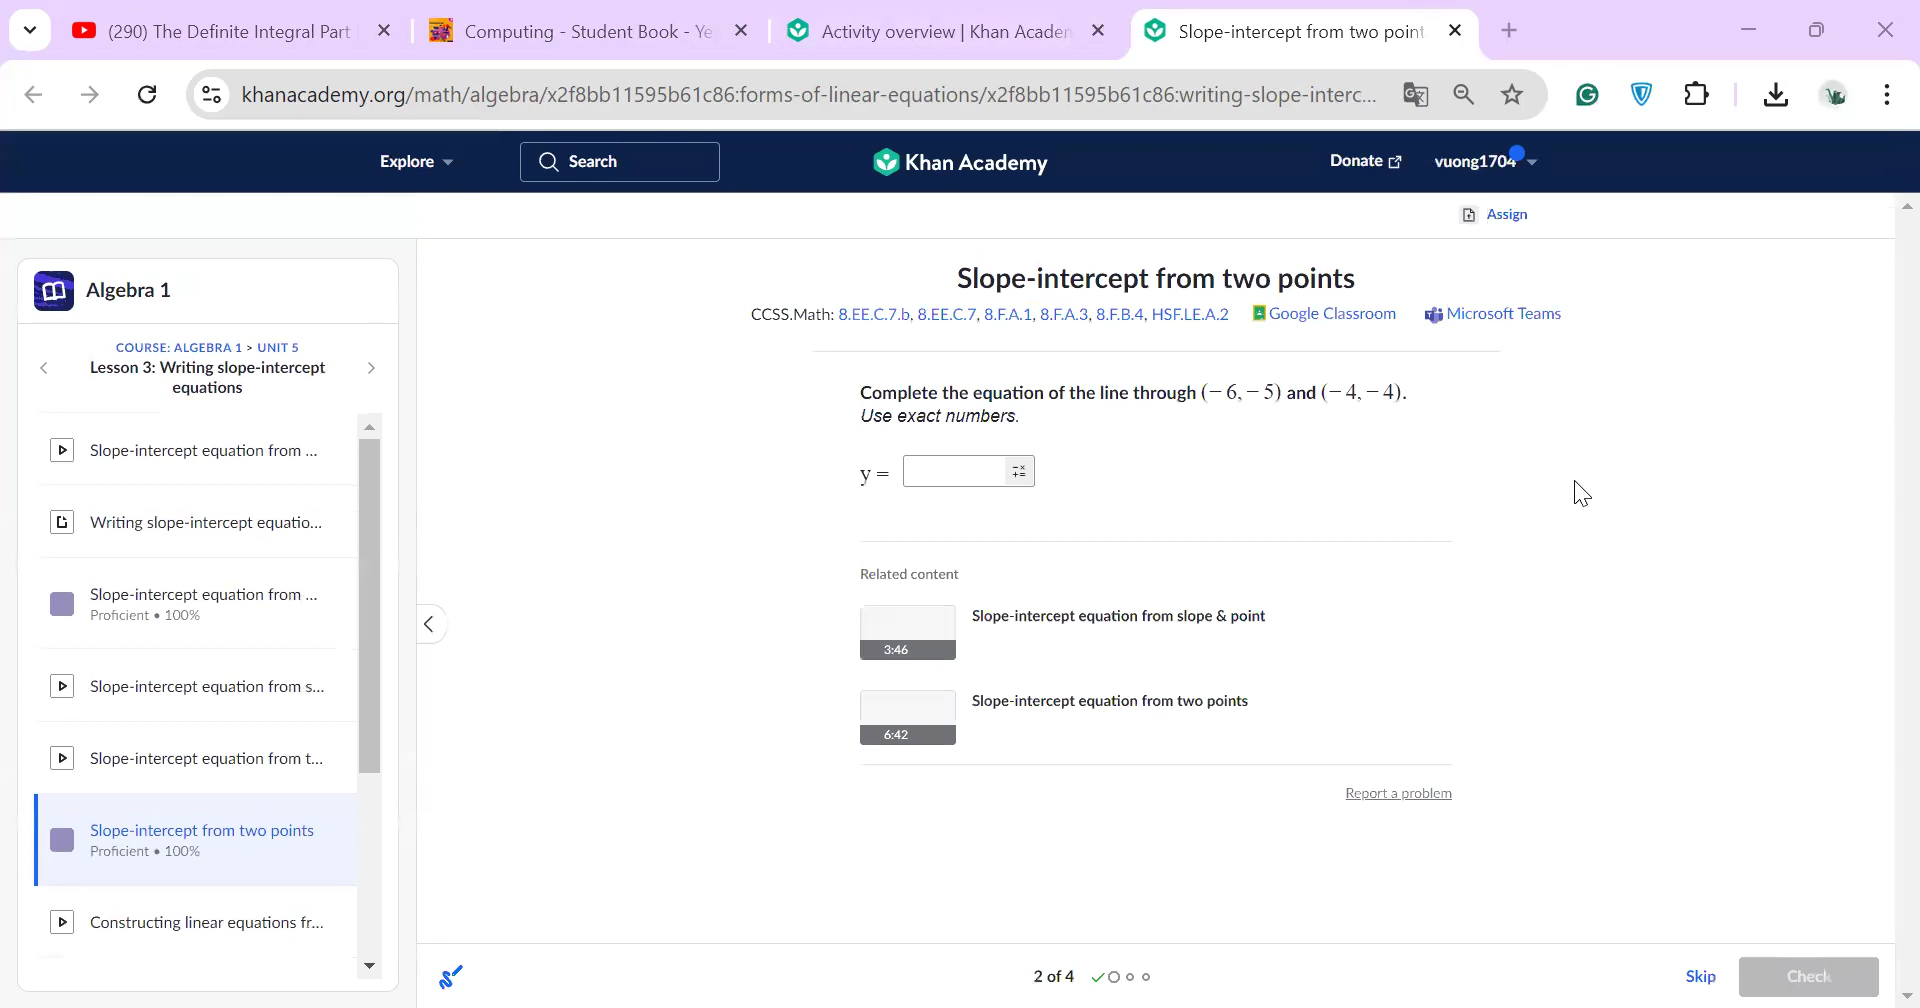 (290) The Definite Integral Part
Computing - Student Book - Ye
Activity overview | Khan Academ
Slope-intercept from two point
khanacademy.org/math/algebra/x2f8bb11595b61c86:forms-of-linear-equations/x2f8bb11595b61c86:writing-slope-interc...
Explore
Search
Khan Academy
Donate
vuong1704
Assign
Algebra 1
COURSE: ALGEBRA 1 > UNIT 5
Lesson 3: Writing slope-intercept
equations
Slope-intercept equation from ...
Writing slope-intercept equatio...
Slope-intercept equation from ...
Proficient • 100%
Slope-intercept equation from s...
Slope-intercept equation from t...
Slope-intercept from two points
Proficient • 100%
Constructing linear equations fr...
Slope-intercept from two points
CCSS.Math: 8.EE.C.7.b, 8.EE.C.7, 8.F.A.1, 8.F.A.3, 8.F.B.4, HSF.LE.A.2
Google Classroom
Microsoft Teams
Complete the equation of the line through (−6, −5) and (−4, −4).
Use exact numbers.
y =
Related content
3:46
Slope-intercept equation from slope & point
6:42
Slope-intercept equation from two points
Report a problem
2 of 4
Skip
Check